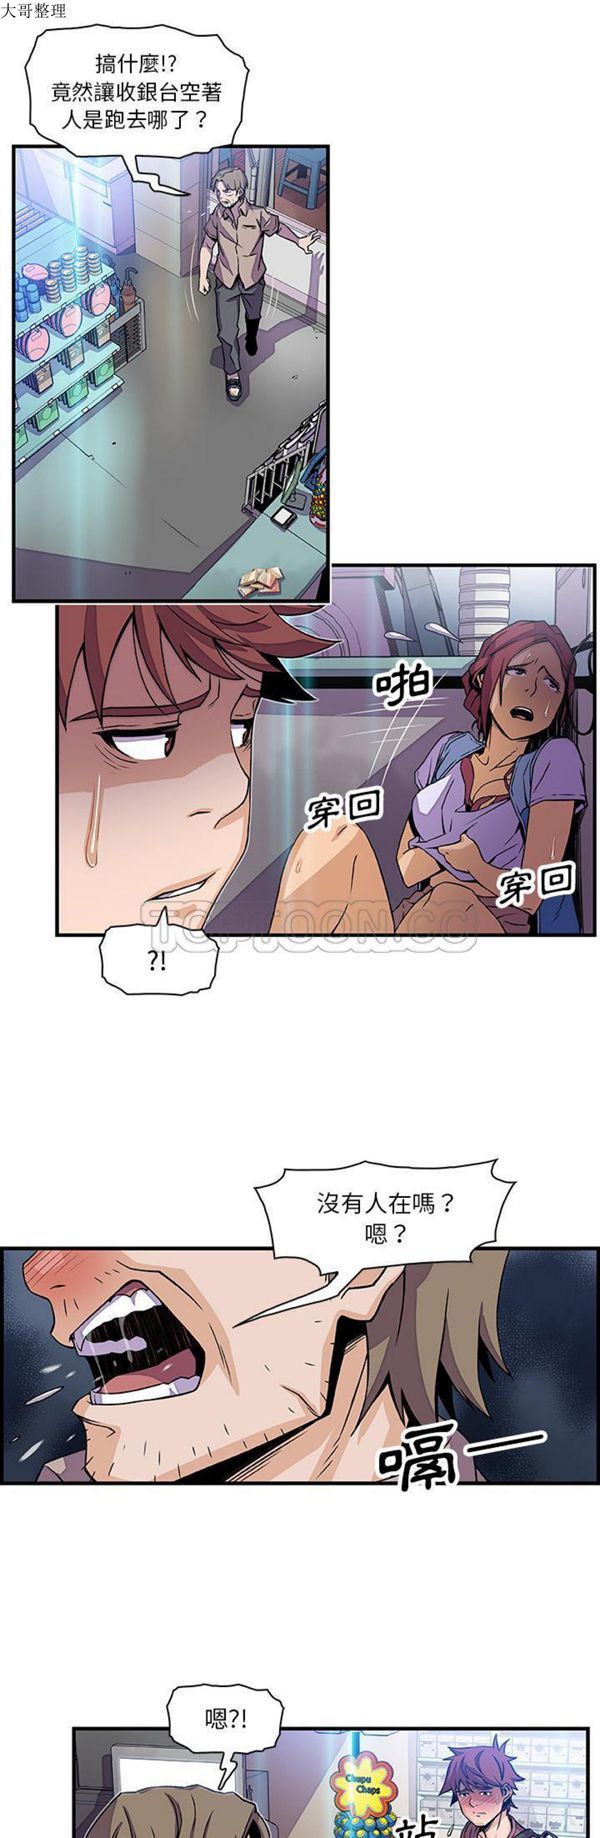 大哥整理
搞什麼!?
竟然讓收銀台空著
人是跑去哪了？
啪
穿回
穿回
TOPTOON.CC
?!
沒有人在嗎？
嗯？
嗝一
嗯?!
Chupa
Chaps
站